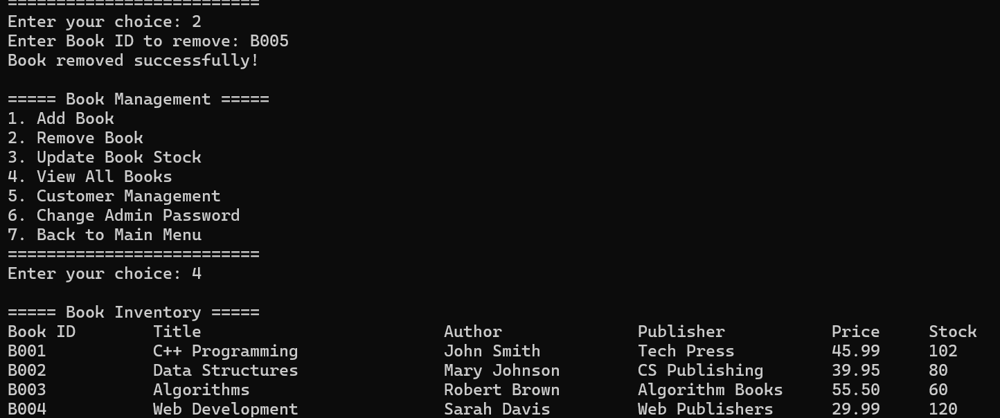 ==========================
Enter your choice: 2
Enter Book ID to remove: B005
Book removed successfully!

===== Book Management =====
1. Add Book
2. Remove Book
3. Update Book Stock
4. View All Books
5. Customer Management
6. Change Admin Password
7. Back to Main Menu
==========================
Enter your choice: 4

===== Book Inventory =====
Book ID        Title                         Author              Publisher           Price     Stock
B001           C++ Programming               John Smith          Tech Press          45.99     102
B002           Data Structures               Mary Johnson        CS Publishing       39.95     80
B003           Algorithms                    Robert Brown        Algorithm Books     55.50     60
B004           Web Development               Sarah Davis         Web Publishers      29.99     120